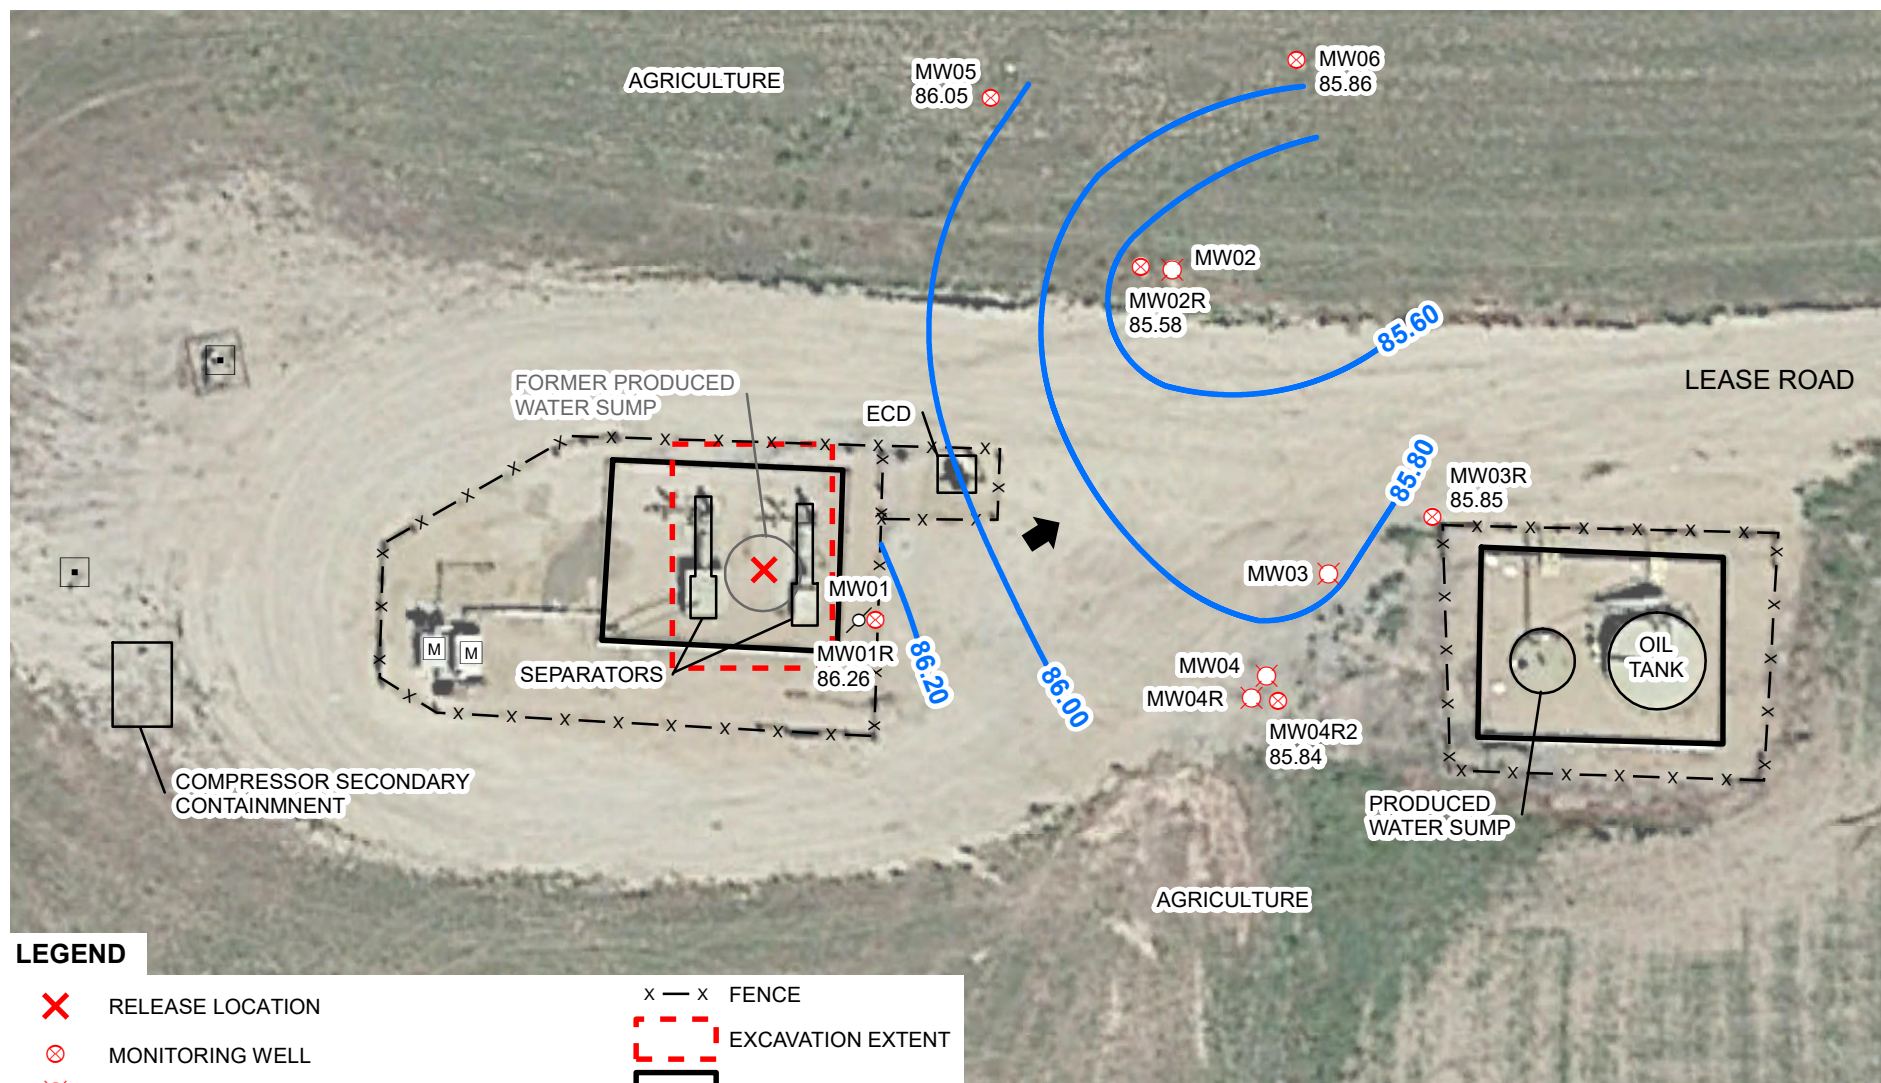 AGRICULTURE
MW05
86.05
MW06
85.86
MW02
MW02R
85.58
85.60
LEASE ROAD
FORMER PRODUCED
WATER SUMP
ECD
85.80
MW03R
85.85
MW03
MW01
MW01R
86.26
86.20
86.00
SEPARATORS
M
M
MW04
MW04R
MW04R2
85.84
OIL
TANK
COMPRESSOR SECONDARY
CONTAINMNENT
PRODUCED
WATER SUMP
AGRICULTURE
LEGEND
RELEASE LOCATION
MONITORING WELL
X X FENCE
EXCAVATION EXTENT